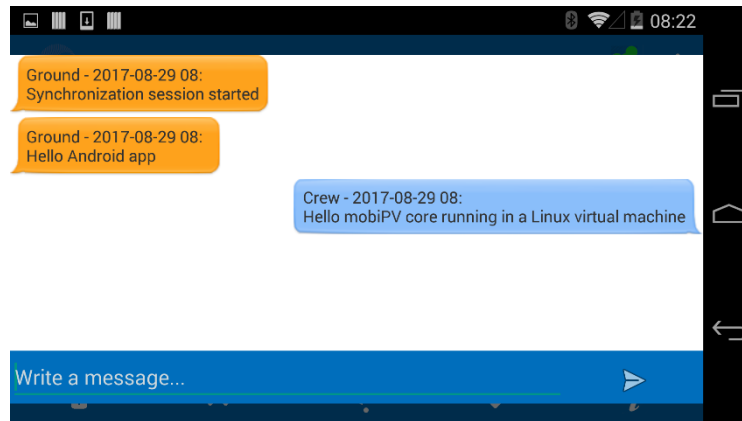 08:22
Ground - 2017-08-29 08:
Synchronization session started
Ground - 2017-08-29 08:
Hello Android app
Crew - 2017-08-29 08:
Hello mobiPV core running in a Linux virtual machine
Write a message...